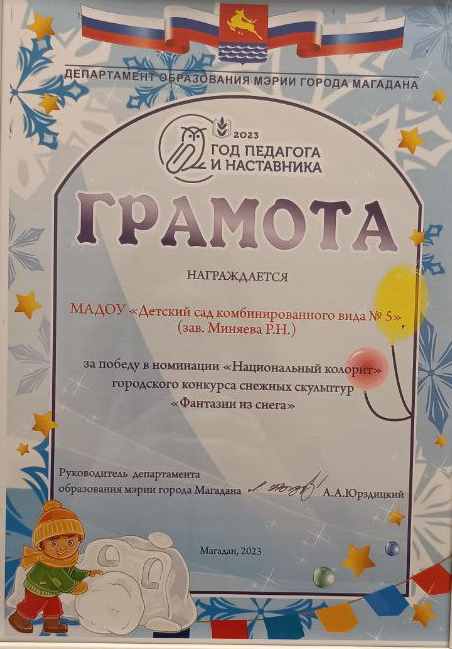 ДЕПАРТАМЕНТ ОБРАЗОВАНИЯ МЭРИИ ГОРОДА МАГАДАНА
2023
ГОД ПЕДАГОГА
И НАСТАВНИКА
ГРАМОТА
НАГРАЖДАЕТСЯ
МАДОУ «Детский сад комбинированного вида № 5»
(зав. Миняева Р.Н.)
за победу в номинации «Национальный колорит»
городского конкурса снежных скульптур
«Фантазии из снега»
Руководитель департамента
образования мэрии города Магадана А.А.Юрздицкий
Магадан, 2023